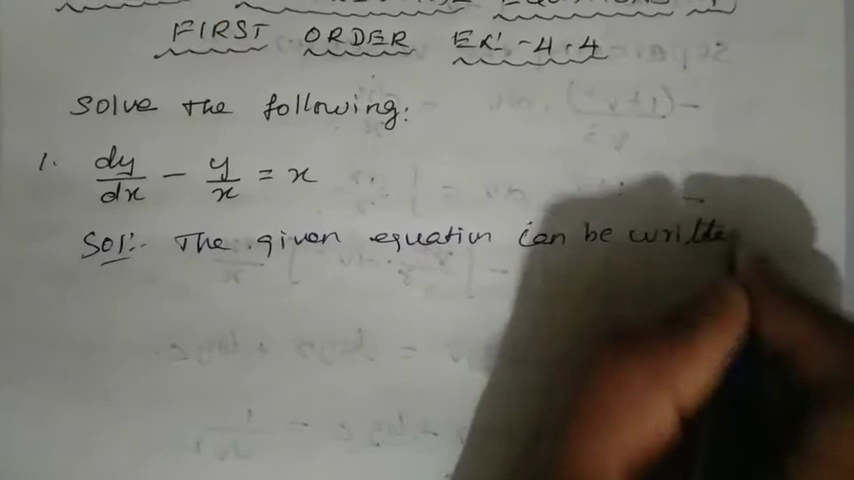 FIRST ORDER EX! -4.4
Solve the following:
1. dy/dx - y/x = x
Sol:- The given equation can be writte